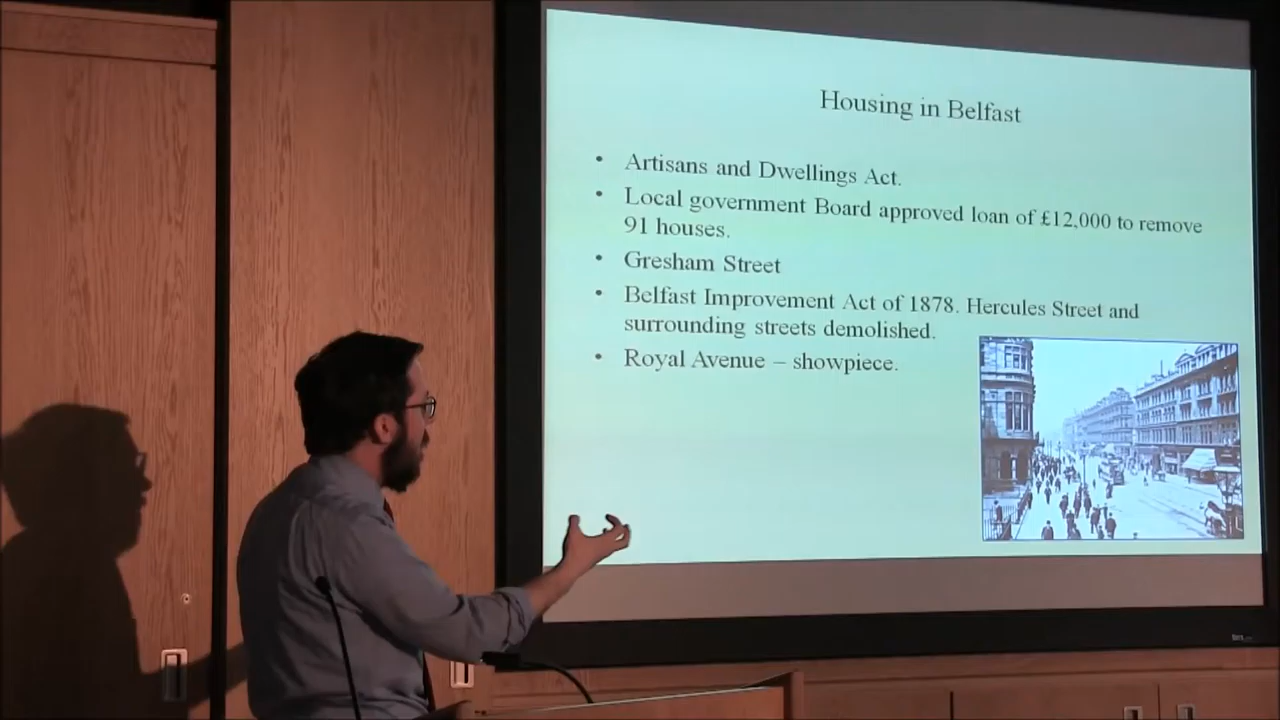 Housing in Belfast
• Artisans and Dwellings Act.
• Local government Board approved loan of £12,000 to remove
91 houses.
• Gresham Street
• Belfast Improvement Act of 1878. Hercules Street and
surrounding streets demolished.
• Royal Avenue – showpiece.